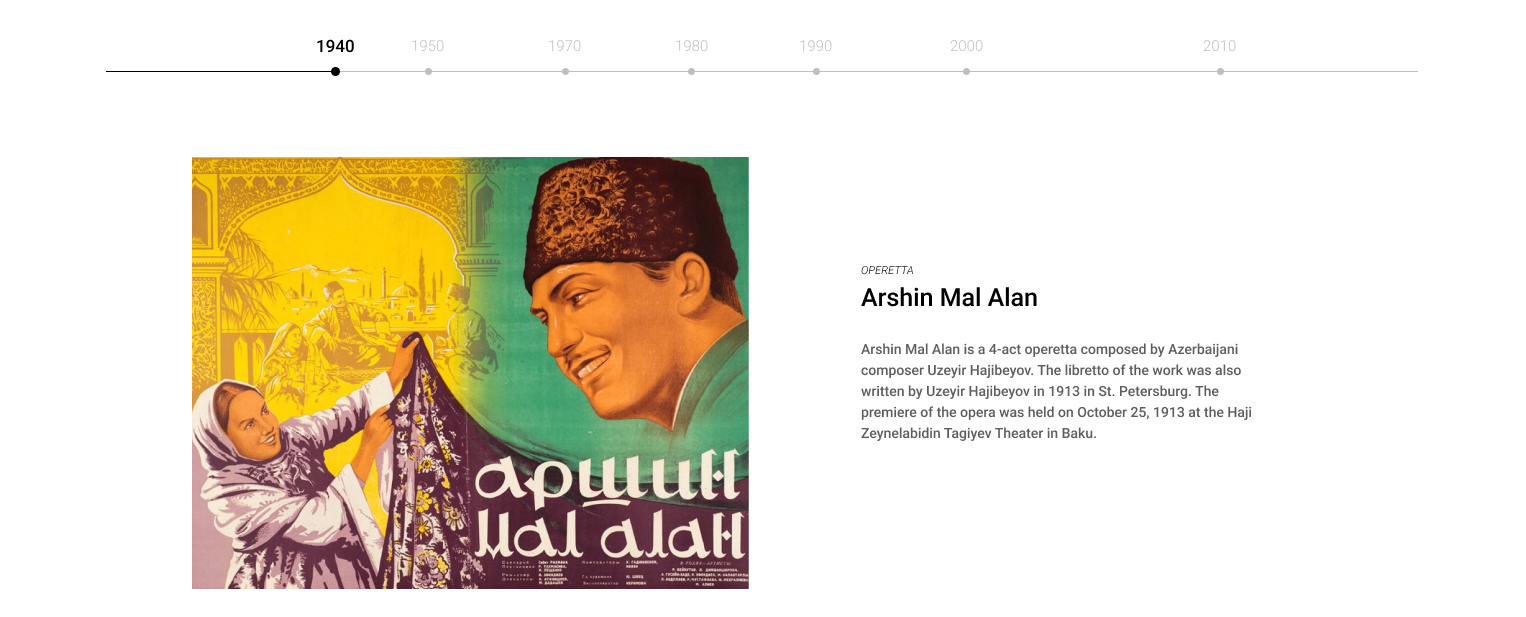 1940
1950
1970
1980
1990
2000
2010
OPERETTA
Arshin Mal Alan
Arshin Mal Alan is a 4-act operetta composed by Azerbaijani
composer Uzeyir Hajibeyov. The libretto of the work was also
written by Uzeyir Hajibeyov in 1913 in St. Petersburg. The
premiere of the opera was held on October 25, 1913 at the Haji
Zeynelabidin Tagiyev Theater in Baku.
аршин
мал алан